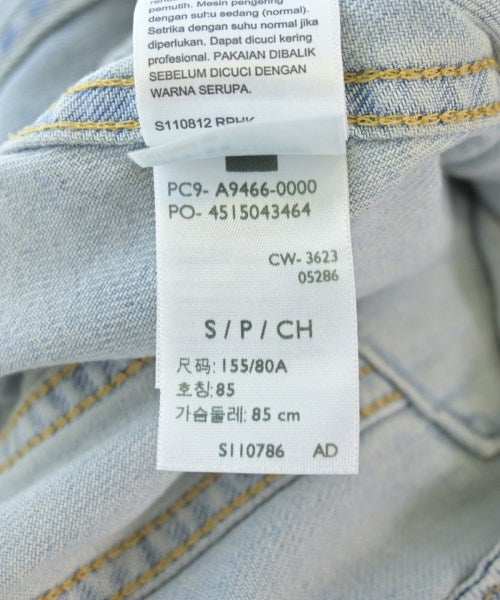 pemutih. Mesin pengering
dengan suhu sedang (normal).
Setrika dengan suhu normal jika
diperlukan. Dapat dicuci kering
profesional. PAKAIAN DIBALIK
SEBELUM DICUCI DENGAN
WARNA SERUPA.
S110812
PC9- A9466-0000
PO- 4515043464
CW- 3623
05286
S / P / CH
尺码: 155/80A
호칭: 85
가슴둘레: 85 cm
S110786 AD